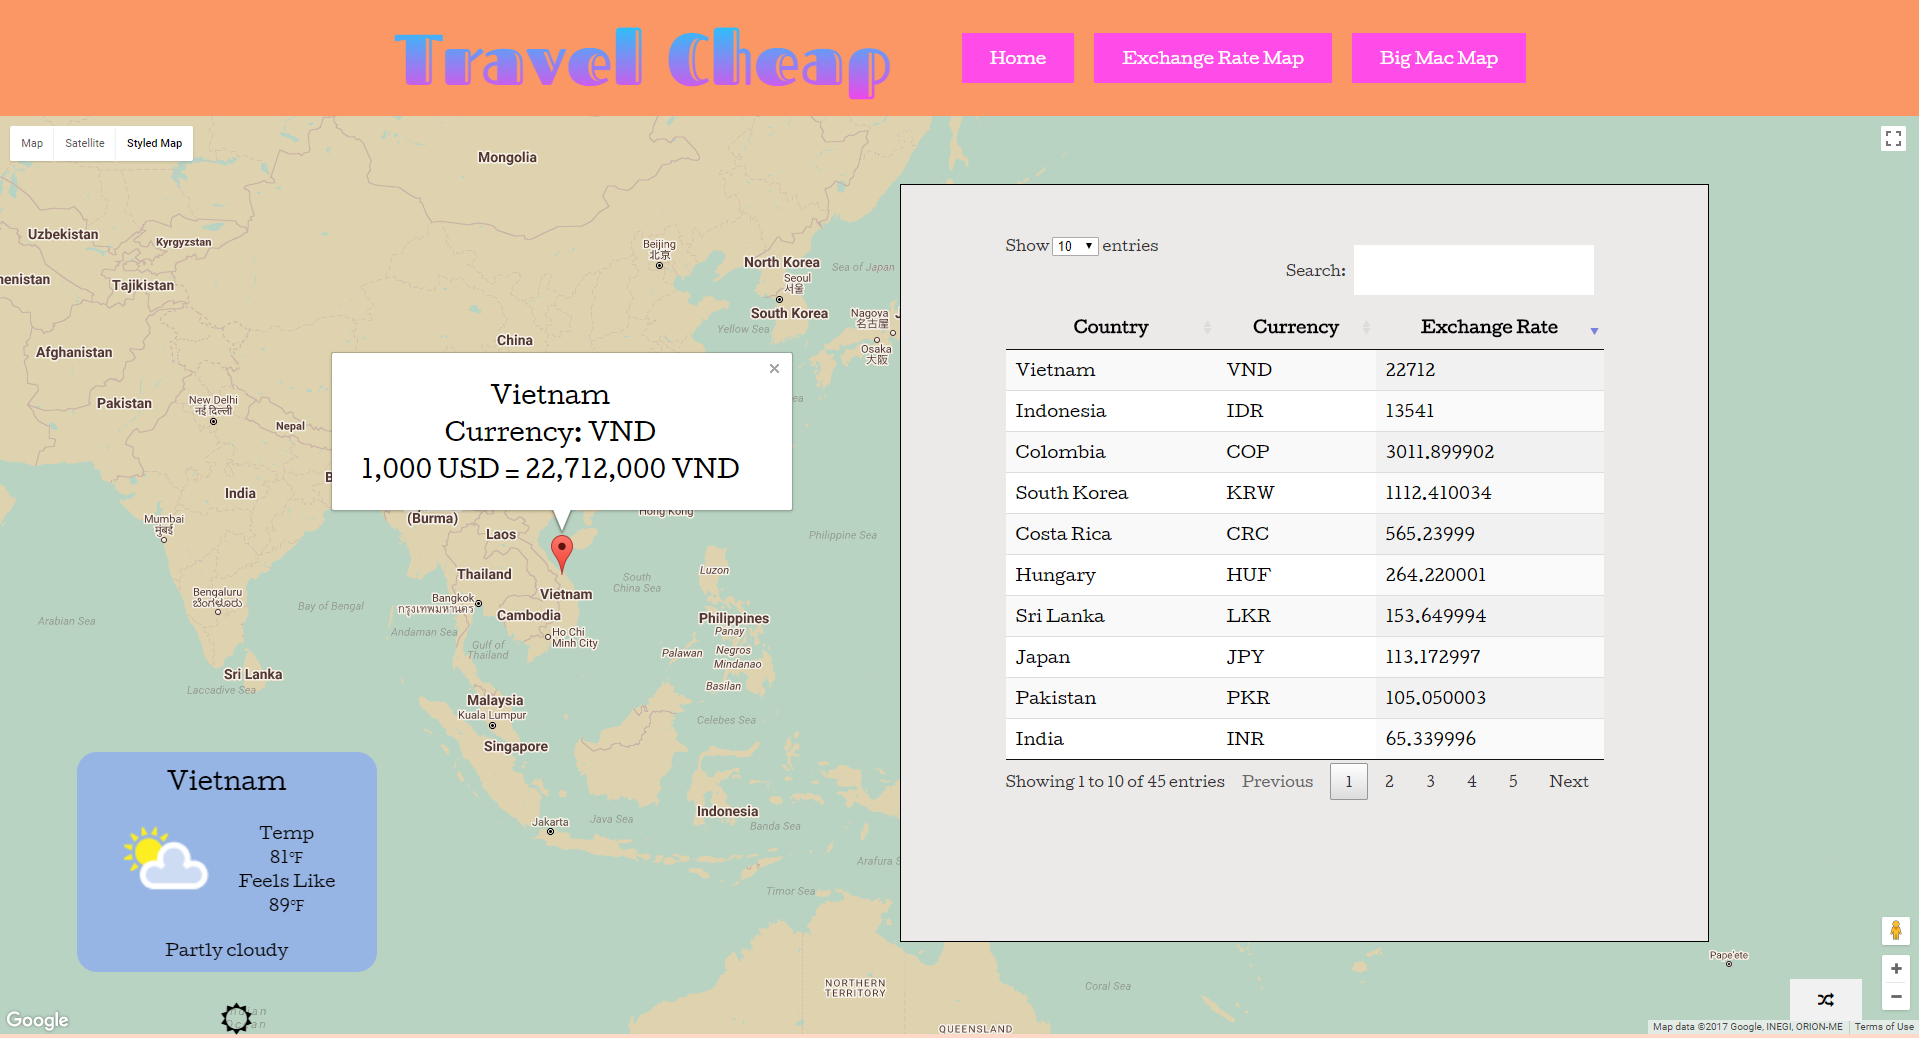 Travel Cheap
Home
Exchange Rate Map
Big Mac Map
Map
Satellite
Styled Map
Mongolia
Uzbekistan
Kyrgyzstan
Beijing
北京
North Korea
Sea of Japan
enistan
Tajikistan
Seoul
서울
South Korea
Nagoya
名古屋
J
Yellow Sea
China
Osaka
大阪
Afghanistan
Pakistan
New Delhi
नई दिल्ली
Nepal
ea
B
India
Mumbai
मुंबई
(Burma)
Hong Kong
Laos
Philippine Sea
Thailand
South
China Sea
Luzon
Vietnam
Bengaluru
ಬೆಂಗಳೂರು
Bangkok
กรุงเทพมหานคร
Bay of Bengal
Cambodia
Arabian Sea
Andaman Sea
Gulf of
Thailand
Ho Chi
Minh City
Philippines
Panay
Negros
Palawan
Mindanao
Basilan
Sri Lanka
Laccadive Sea
Malaysia
Kuala Lumpur
Celebes Sea
Singapore
Indonesia
Jakarta
Java Sea
Banda Sea
Arafura S
Timor Sea
NORTHERN
TERRITORY
Coral Sea
QUEENSLAND
Pape'ete
Vietnam
Currency: VND
1,000 USD = 22,712,000 VND
×
Show 10 entries
Search:
Country Currency Exchange Rate
Vietnam VND 22712
Indonesia IDR 13541
Colombia COP 3011.899902
South Korea KRW 1112.410034
Costa Rica CRC 565.23999
Hungary HUF 264.220001
Sri Lanka LKR 153.649994
Japan JPY 113.172997
Pakistan PKR 105.050003
India INR 65.339996
Showing 1 to 10 of 45 entries Previous 1 2 3 4 5 Next
Vietnam
Temp
81°F
Feels Like
89°F
Partly cloudy
Google
+
−
Map data ©2017 Google, INEGI, ORION-ME
Terms of Use